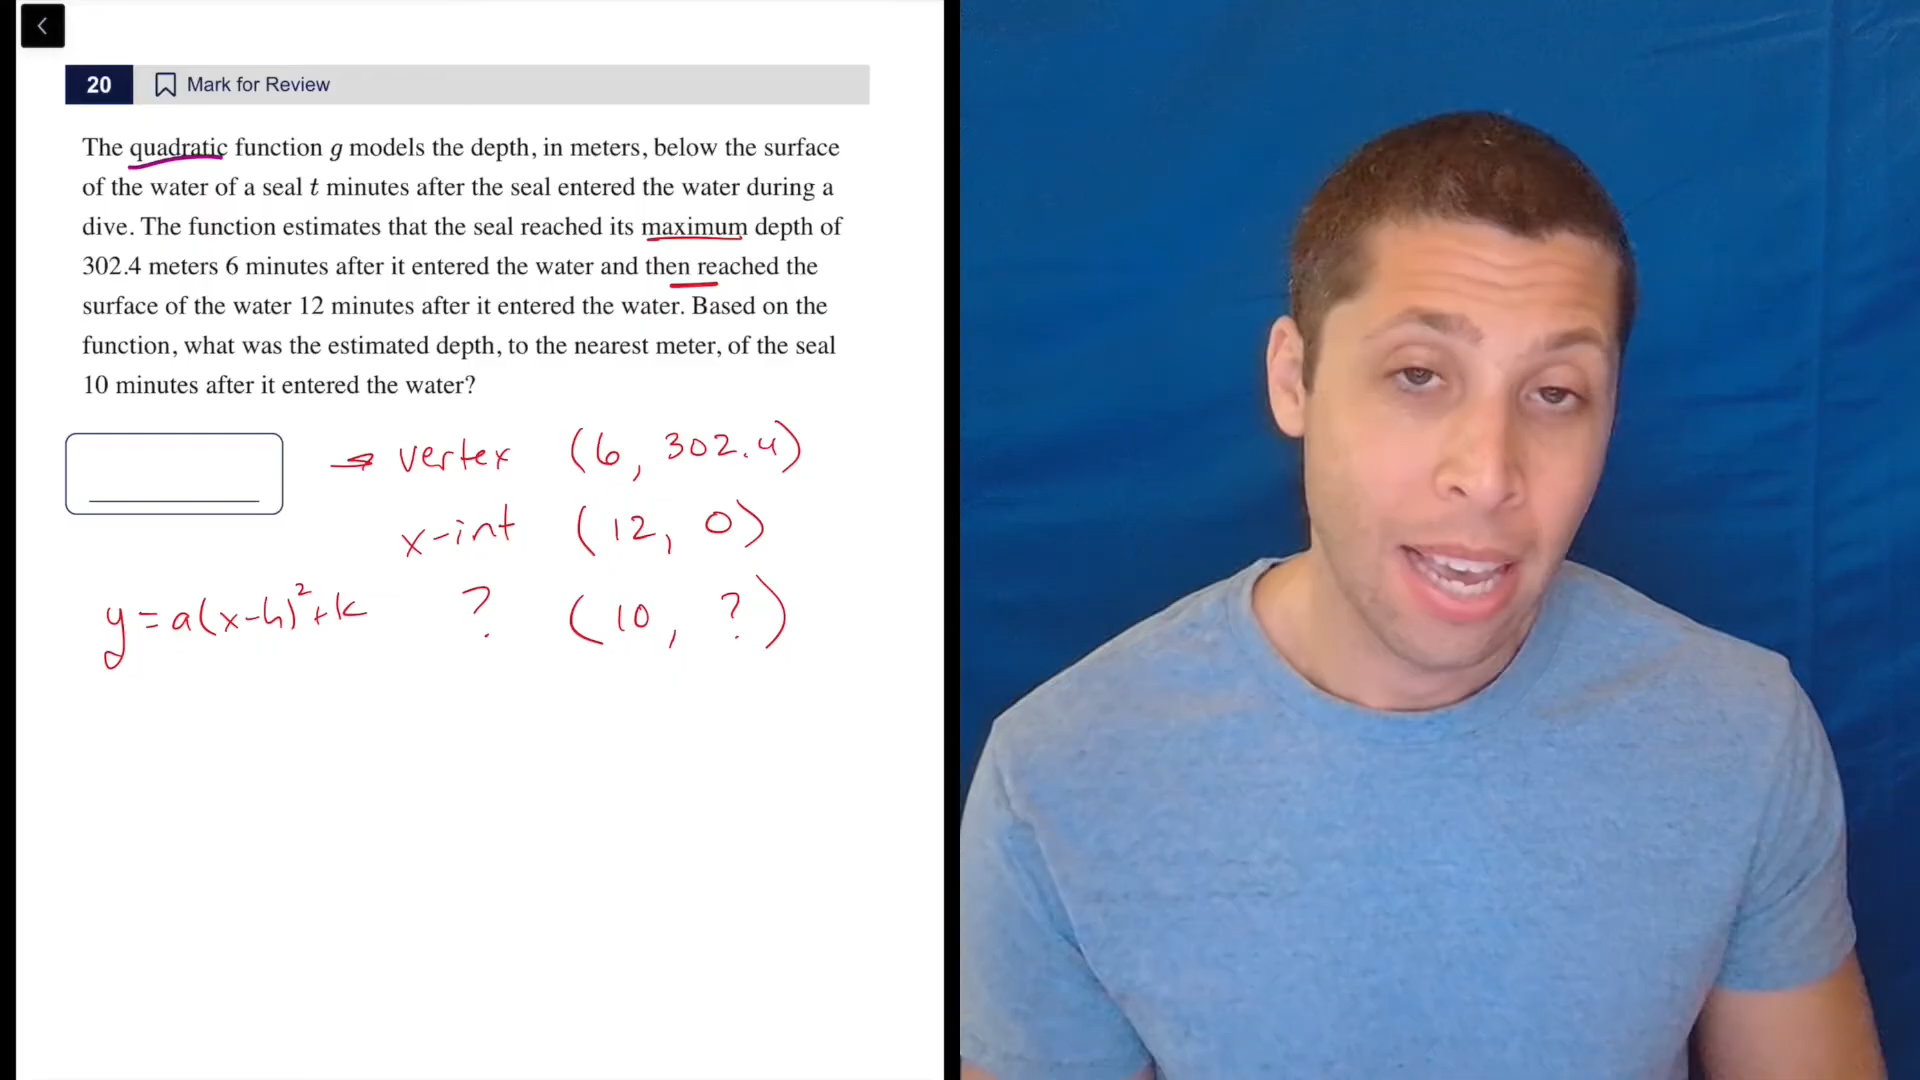 20 Mark for Review
The quadratic function g models the depth, in meters, below the surface
of the water of a seal t minutes after the seal entered the water during a
dive. The function estimates that the seal reached its maximum depth of
302.4 meters 6 minutes after it entered the water and then reached the
surface of the water 12 minutes after it entered the water. Based on the
function, what was the estimated depth, to the nearest meter, of the seal
10 minutes after it entered the water?
→ vertex (6, 302.4)
x-int (12, 0)
y=a(x-h)²+k ? (10, ?)